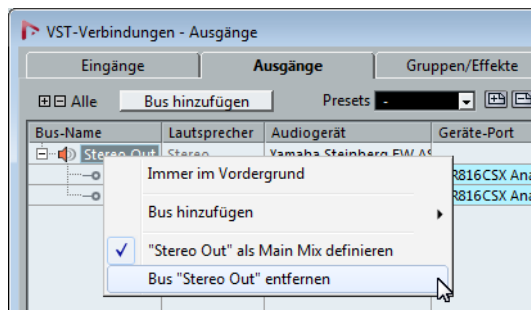 VST-Verbindungen - Ausgänge
Eingänge Ausgänge Gruppen/Effekte
Alle Bus hinzufügen Presets -
Bus-Name Lautsprecher Audiogerät Geräte-Port
Stereo Out Stereo Yamaha Steinberg FW
R816CSX Ana
R816CSX Ana
Immer im Vordergrund
Bus hinzufügen
"Stereo Out" als Main Mix definieren
Bus "Stereo Out" entfernen